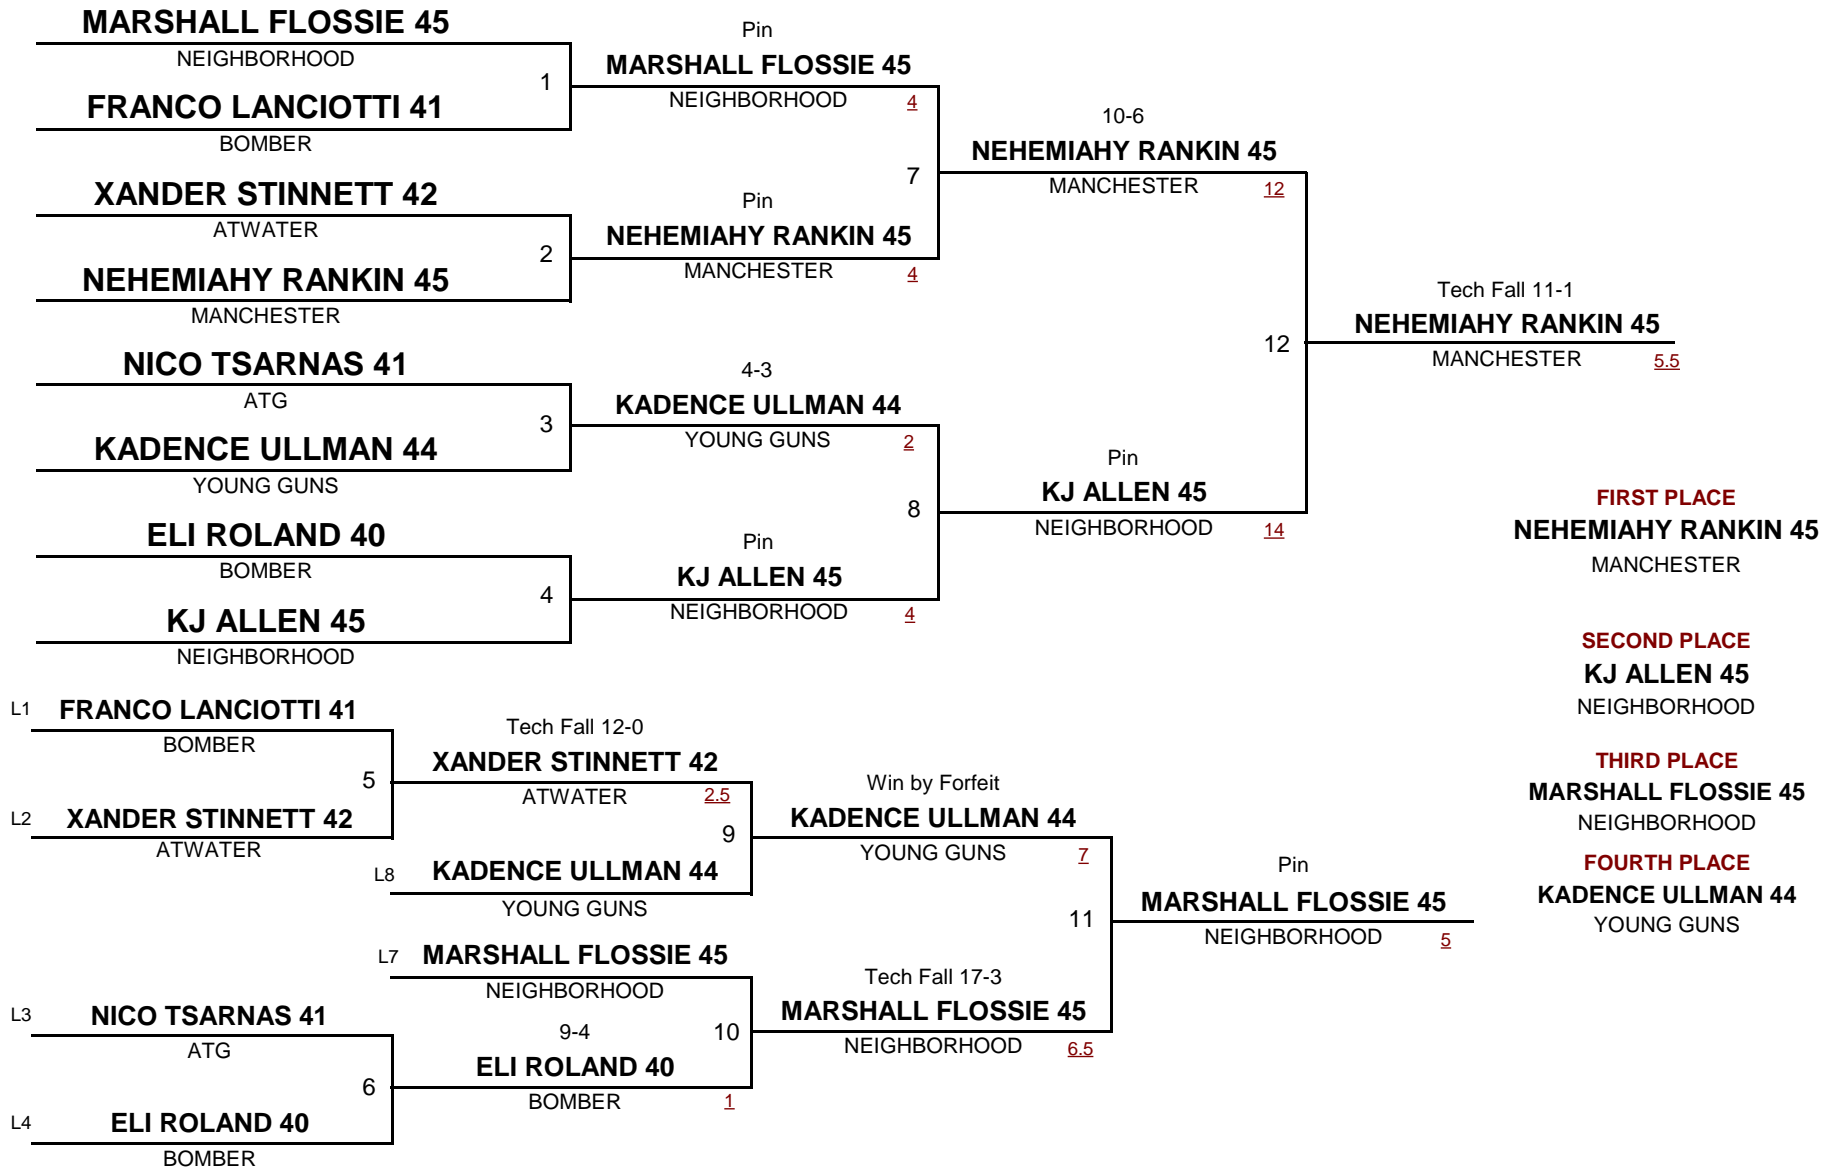 MARSHALL FLOSSIE 45
NEIGHBORHOOD
1
FRANCO LANCIOTTI 41
BOMBER
Pin
MARSHALL FLOSSIE 45
NEIGHBORHOOD 4
XANDER STINNETT 42
ATWATER
2
NEHEMIAHY RANKIN 45
MANCHESTER
Pin
NEHEMIAHY RANKIN 45
MANCHESTER 4
7
10-6
NEHEMIAHY RANKIN 45
MANCHESTER 12
NICO TSARNAS 41
ATG
3
KADENCE ULLMAN 44
YOUNG GUNS
4-3
KADENCE ULLMAN 44
YOUNG GUNS 2
ELI ROLAND 40
BOMBER
4
KJ ALLEN 45
NEIGHBORHOOD
Pin
KJ ALLEN 45
NEIGHBORHOOD 4
8
Pin
KJ ALLEN 45
NEIGHBORHOOD 14
12
Tech Fall 11-1
NEHEMIAHY RANKIN 45
MANCHESTER 5.5
FIRST PLACE
NEHEMIAHY RANKIN 45
MANCHESTER
SECOND PLACE
KJ ALLEN 45
NEIGHBORHOOD
THIRD PLACE
MARSHALL FLOSSIE 45
NEIGHBORHOOD
FOURTH PLACE
KADENCE ULLMAN 44
YOUNG GUNS
L1 FRANCO LANCIOTTI 41
BOMBER
5
L2 XANDER STINNETT 42
ATWATER
Tech Fall 12-0
XANDER STINNETT 42
ATWATER 2.5
9
L8 KADENCE ULLMAN 44
YOUNG GUNS
Win by Forfeit
KADENCE ULLMAN 44
YOUNG GUNS 7
L7 MARSHALL FLOSSIE 45
NEIGHBORHOOD
L3 NICO TSARNAS 41
ATG
6
L4 ELI ROLAND 40
BOMBER
9-4
ELI ROLAND 40
BOMBER 1
10
Tech Fall 17-3
MARSHALL FLOSSIE 45
NEIGHBORHOOD 6.5
11
Pin
MARSHALL FLOSSIE 45
NEIGHBORHOOD 5